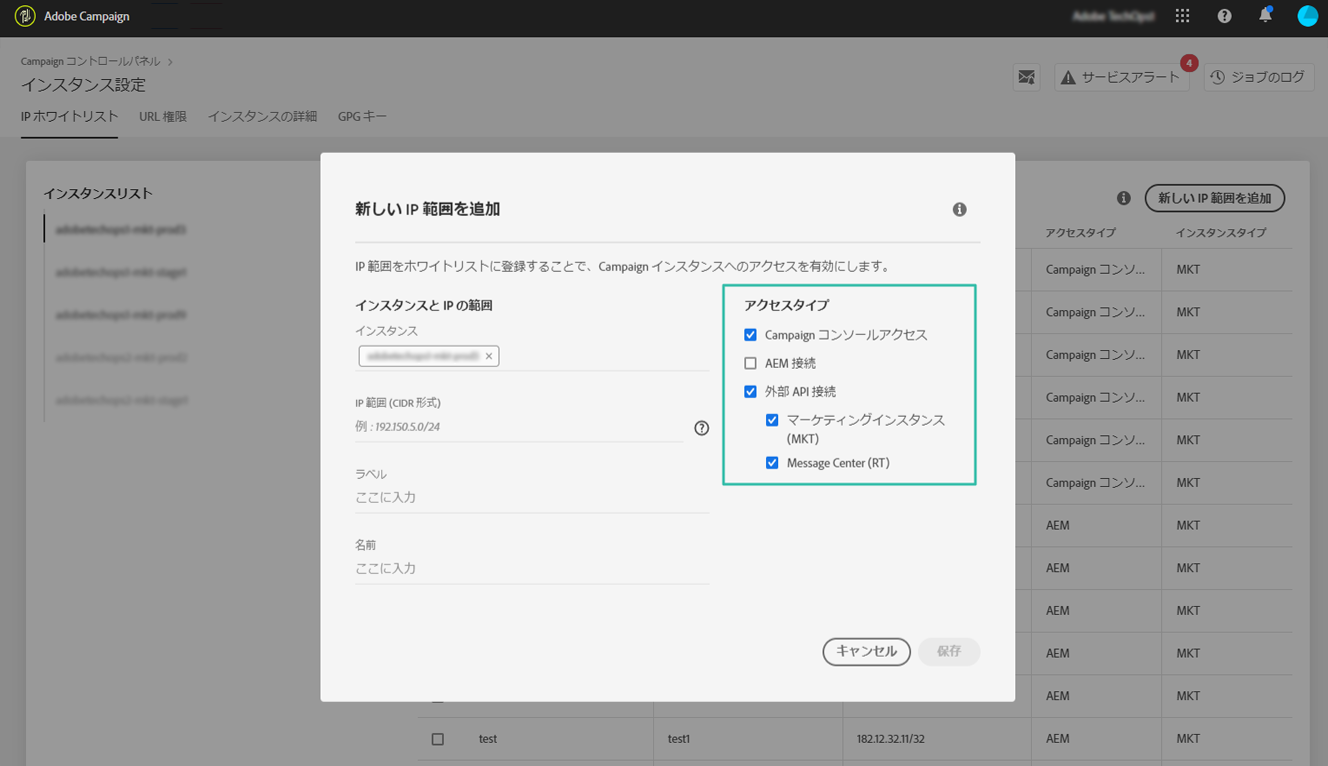 Adobe Campaign
Adobe TechOps1
Campaign コントロールパネル >
インスタンス設定
4
サービスアラート
ジョブのログ
IP ホワイトリスト URL 権限 インスタンスの詳細 GPG キー
インスタンスリスト
新しい IP 範囲を追加
アクセスタイプ インスタンスタイプ
Campaign コンソ... MKT
Campaign コンソ... MKT
Campaign コンソ... MKT
Campaign コンソ... MKT
Campaign コンソ... MKT
Campaign コンソ... MKT
AEM MKT
AEM MKT
AEM MKT
AEM MKT
AEM MKT
test test1 182.12.32.11/32 AEM MKT
新しい IP 範囲を追加
IP 範囲をホワイトリストに登録することで、Campaign インスタンスへのアクセスを有効にします。
インスタンスと IP の範囲
インスタンス
IP 範囲 (CIDR 形式)
例 : 192.150.5.0/24
ラベル
ここに入力
名前
ここに入力
アクセスタイプ
Campaign コンソールアクセス
AEM 接続
外部 API 接続
マーケティングインスタンス
(MKT)
Message Center (RT)
キャンセル 保存